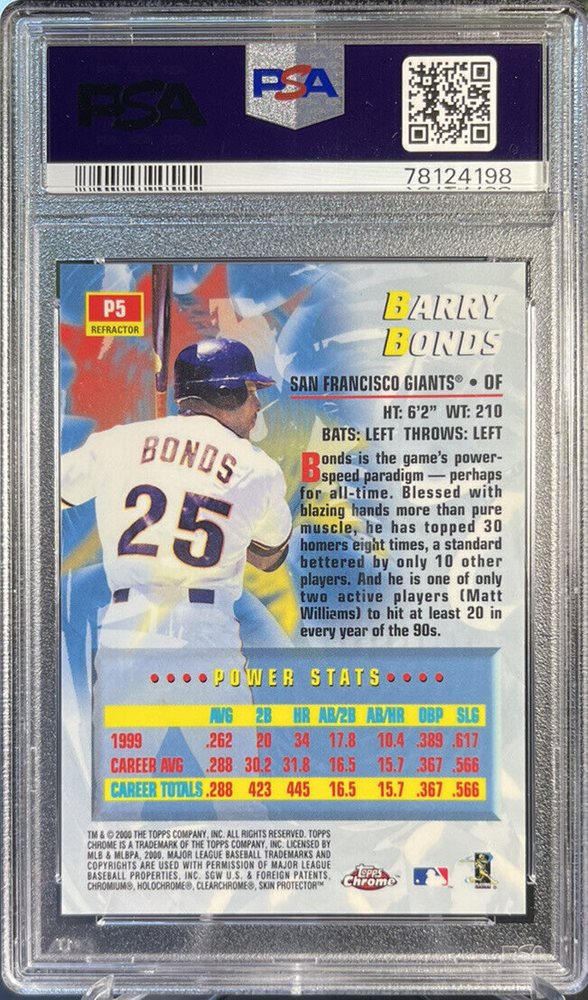 PSA
PSA
78124198
P5
REFRACTOR
BARRY
BONDS
SAN FRANCISCO GIANTS® • OF
HT: 6'2" WT: 210
BATS: LEFT THROWS: LEFT
BONDS
25
Bonds is the game's power-
speed paradigm — perhaps
for all-time. Blessed with
blazing hands more than pure
muscle, he has topped 30
homers eight times, a standard
bettered by only 10 other
players. And he is one of only
two active players (Matt
Williams) to hit at least 20 in
every year of the 90s.
•••• POWER STATS ••••
AVG 2B HR AB/2B AB/HR OBP SLG
1999 .262 20 34 17.8 10.4 .389 .617
CAREER AVG .288 30.2 31.8 16.5 15.7 .367 .566
CAREER TOTALS .288 423 445 16.5 15.7 .367 .566
TM & © 2000 THE TOPPS COMPANY, INC. ALL RIGHTS RESERVED. TOPPS
CHROME IS A TRADEMARK OF THE TOPPS COMPANY, INC. LICENSED BY
MLB & MLBPA, 2000. MAJOR LEAGUE BASEBALL TRADEMARKS AND
COPYRIGHTS ARE USED WITH PERMISSION OF MAJOR LEAGUE
BASEBALL PROPERTIES, INC. SGW U.S. & FOREIGN PATENTS,
CHROMIUM®, HOLOCHROME®, CLEARCHROME®, SKIN PROTECTOR™
Topps
Chrome
PSA